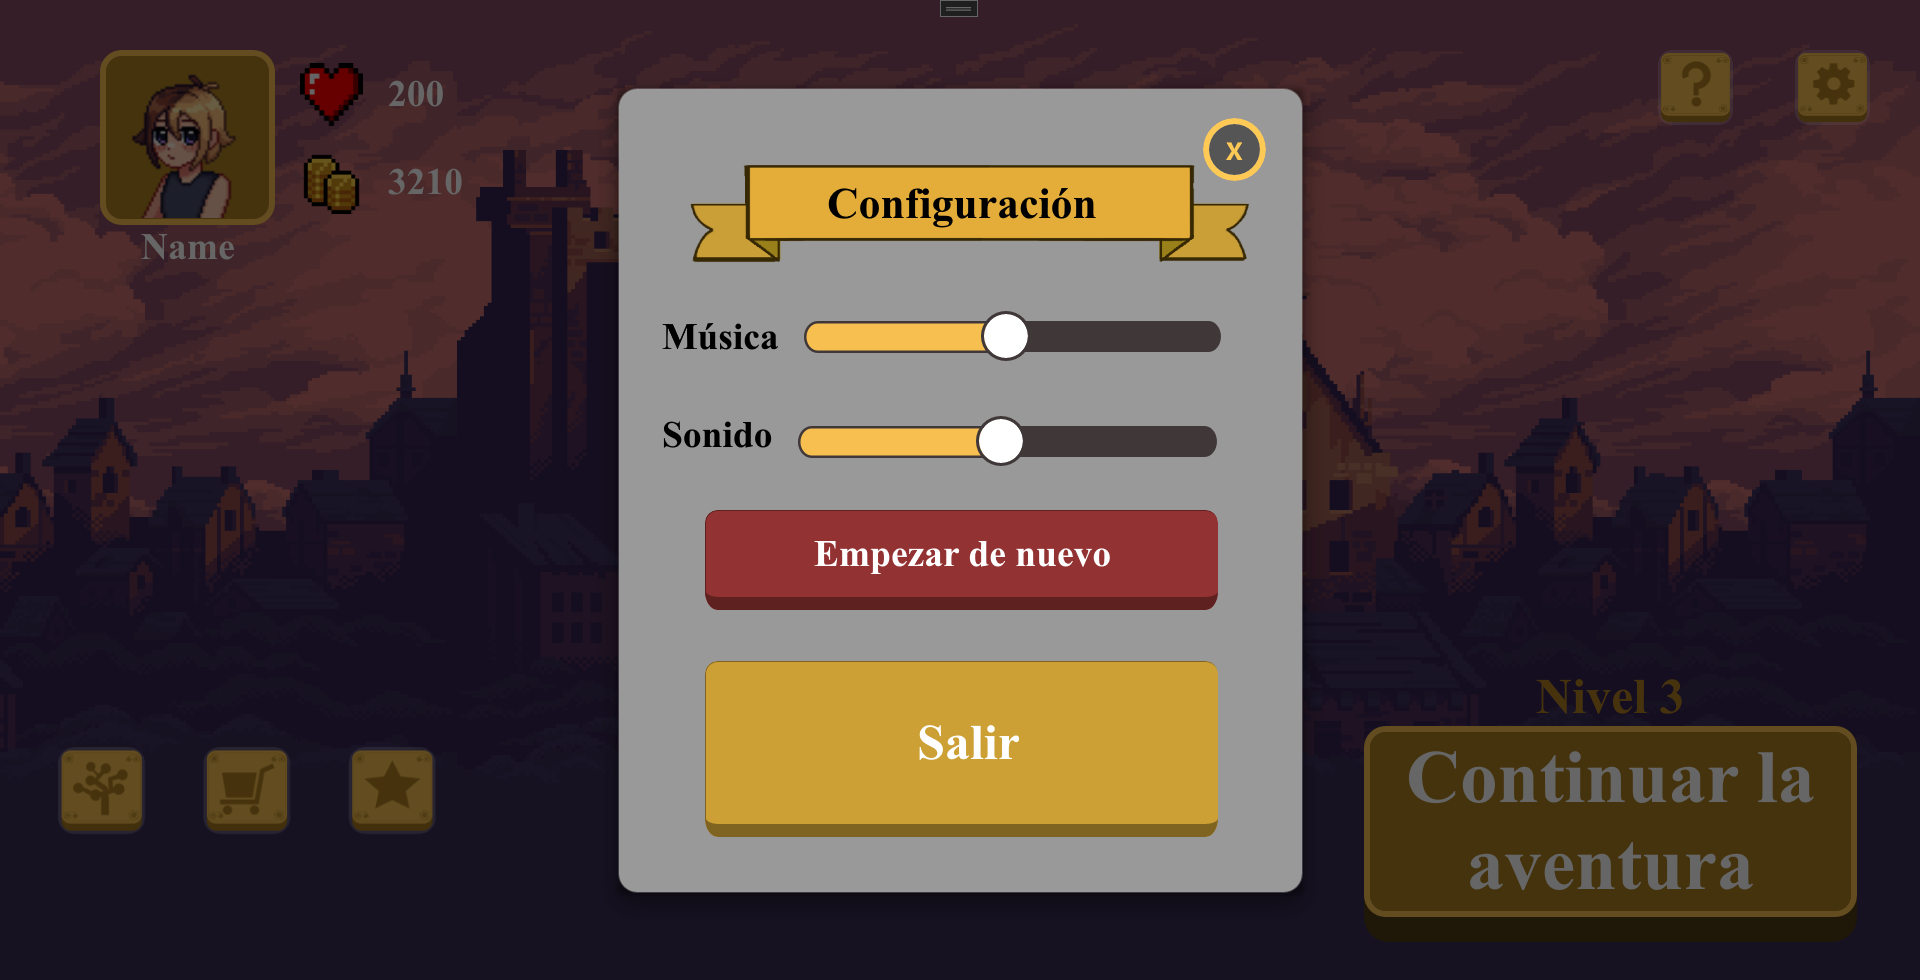 200
3210
Name
?
x
Configuración
Música
Sonido
Empezar de nuevo
Salir
Nivel 3
Continuar la
aventura